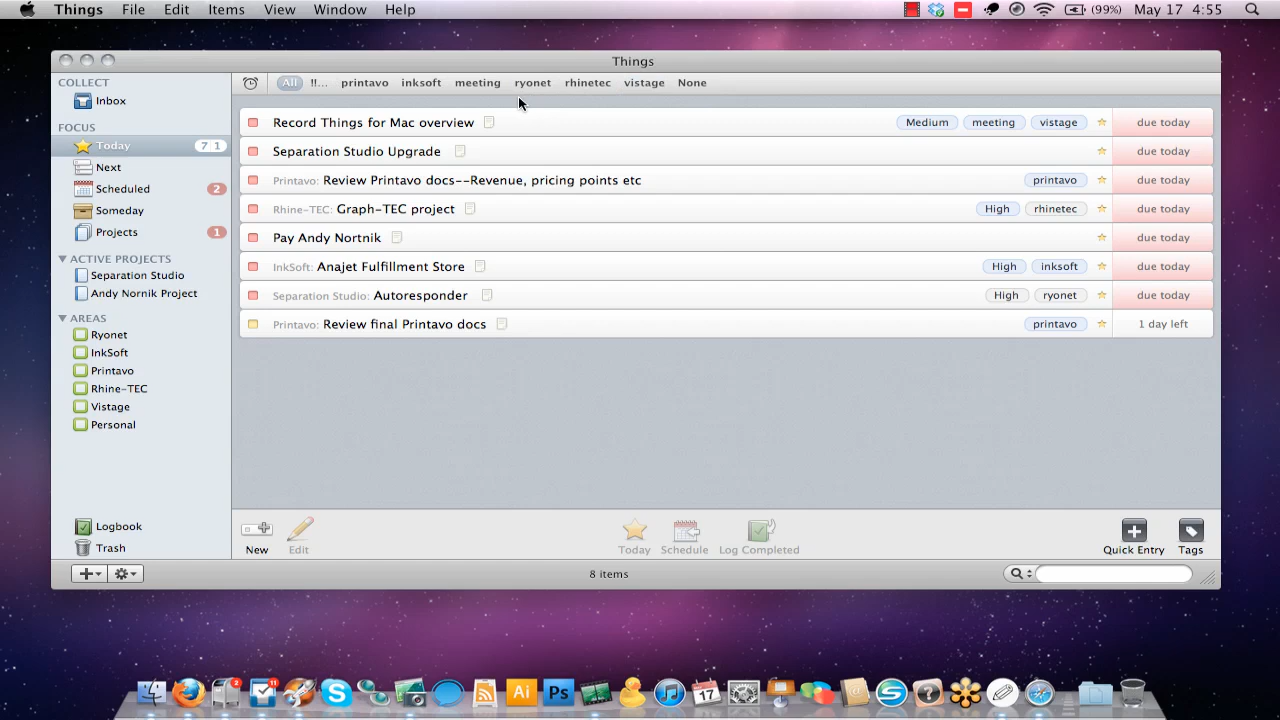 Things File Edit Items View Window Help (99%) May 17 4:55
Things
COLLECT
Inbox
FOCUS
Today 7 1
Next
Scheduled 2
Someday
Projects 1
ACTIVE PROJECTS
Separation Studio
Andy Nornik Project
AREAS
Ryonet
InkSoft
Printavo
Rhine-TEC
Vistage
Personal
Logbook
Trash
All !!... printavo inksoft meeting ryonet rhinetec vistage None
Record Things for Mac overview Medium meeting vistage due today
Separation Studio Upgrade due today
Printavo: Review Printavo docs--Revenue, pricing points etc printavo due today
Rhine-TEC: Graph-TEC project High rhinetec due today
Pay Andy Nortnik due today
InkSoft: Anajet Fulfillment Store High inksoft due today
Separation Studio: Autoresponder High ryonet due today
Printavo: Review final Printavo docs printavo 1 day left
New Edit Today Schedule Log Completed Quick Entry Tags
8 items
2 11 Ai Ps 17